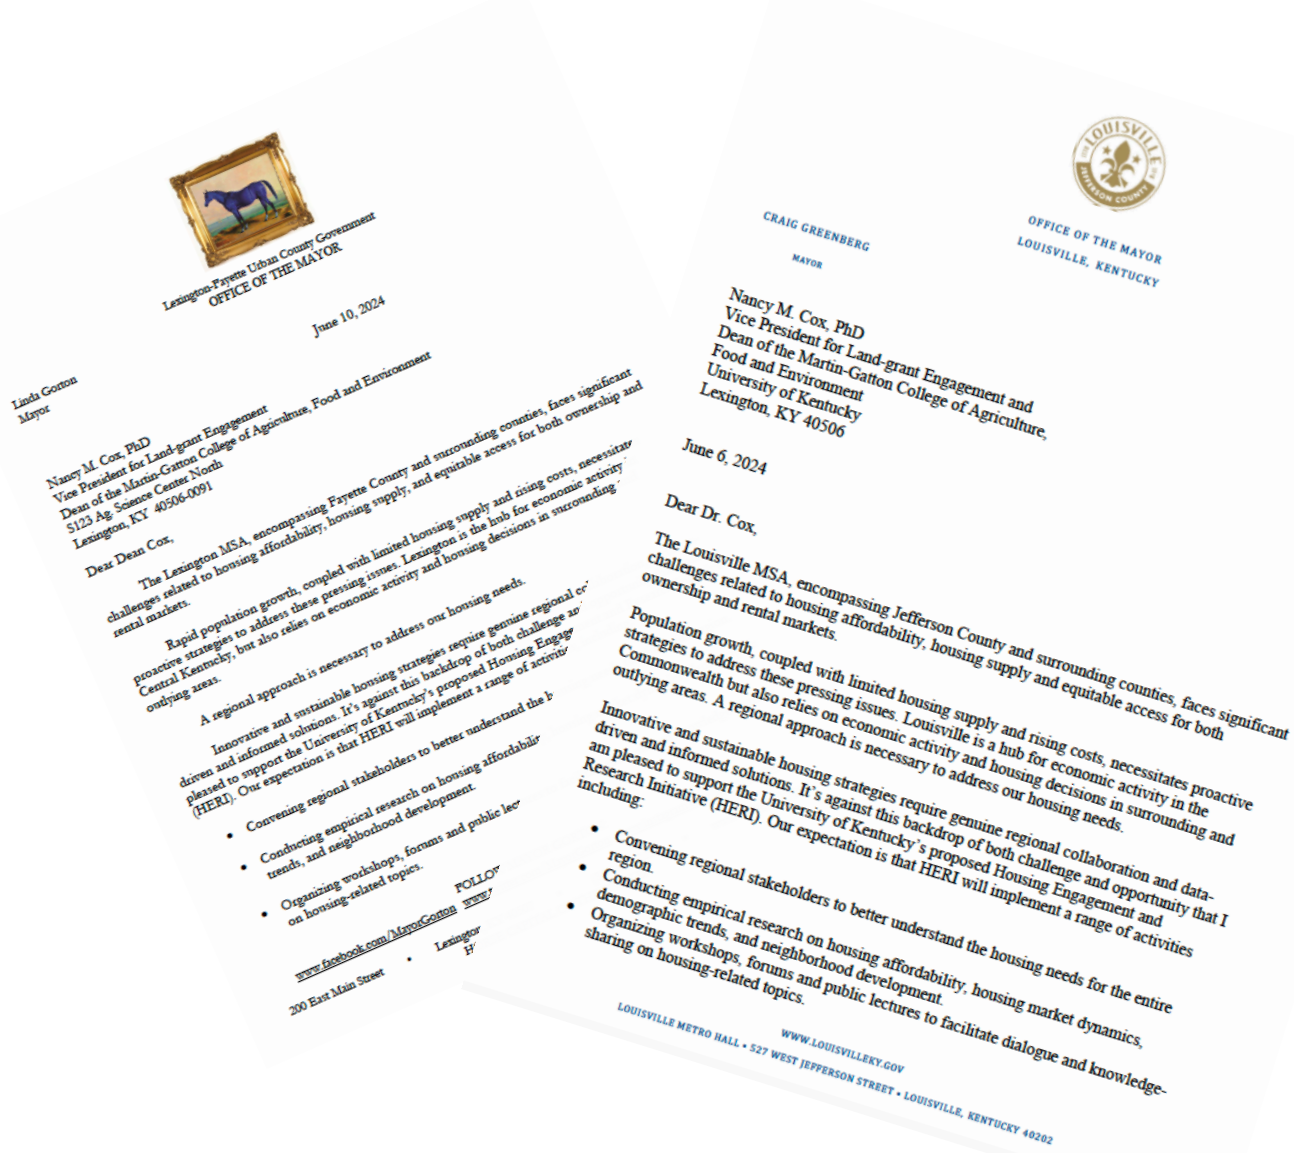 Lexington-Fayette Urban County Government
OFFICE OF THE MAYOR
June 10, 2024
Linda Gorton
Mayor
Nancy M. Cox, PhD
Vice President for Land-grant Engagement
Dean of the Martin-Gatton College of Agriculture, Food and Environment
S123 Ag. Science Center North
Lexington, KY 40506-0091
Dear Dean Cox,
The Lexington MSA, encompassing Fayette County and surrounding counties, faces significant
challenges related to housing affordability, housing supply, and equitable access for both ownership and
rental markets.
Rapid population growth, coupled with limited housing supply and rising costs, necessitate
proactive strategies to address these pressing issues. Lexington is the hub for economic activity
Central Kentucky, but also relies on economic activity and housing decisions in surrounding
outlying areas.
A regional approach is necessary to address our housing needs.
Innovative and sustainable housing strategies require genuine regional
driven and informed solutions. It's against this backdrop of both challenge
pleased to support the University of Kentucky's proposed Housing
(HERI). Our expectation is that HERI will implement a range of
• Convening regional stakeholders to better understand the
• Conducting empirical research on housing
trends, and neighborhood development.
• Organizing workshops, forums and public
on housing-related topics.
www.facebook.com/MayorGorton
200 East Main Street •
LOUISVILLE
JEFFERSON COUNTY
CRAIG GREENBERG
MAYOR
OFFICE OF THE MAYOR
LOUISVILLE, KENTUCKY
Nancy M. Cox, PhD
Vice President for Land-grant Engagement and
Dean of the Martin-Gatton College of Agriculture,
Food and Environment
University of Kentucky
Lexington, KY 40506
June 6, 2024
Dear Dr. Cox,
The Louisville MSA, encompassing Jefferson County and surrounding counties, faces significant
challenges related to housing affordability, housing supply and equitable access for both
ownership and rental markets.
Population growth, coupled with limited housing supply and rising costs, necessitates proactive
strategies to address these pressing issues. Louisville is a hub for economic activity in the
Commonwealth but also relies on economic activity and housing decisions in surrounding and
outlying areas. A regional approach is necessary to address our housing needs.
Innovative and sustainable housing strategies require genuine regional collaboration and data-
driven and informed solutions. It's against this backdrop of both challenge and opportunity that I
am pleased to support the University of Kentucky's proposed Housing Engagement and
Research Initiative (HERI). Our expectation is that HERI will implement a range of activities
including:
• Convening regional stakeholders to better understand the housing needs for the entire
region.
• Conducting empirical research on housing affordability, housing market dynamics,
demographic trends, and neighborhood development.
• Organizing workshops, forums and public lectures to facilitate dialogue and knowledge-
sharing on housing-related topics.
WWW.LOUISVILLEKY.GOV
LOUISVILLE METRO HALL • 527 WEST JEFFERSON STREET • LOUISVILLE, KENTUCKY 40202